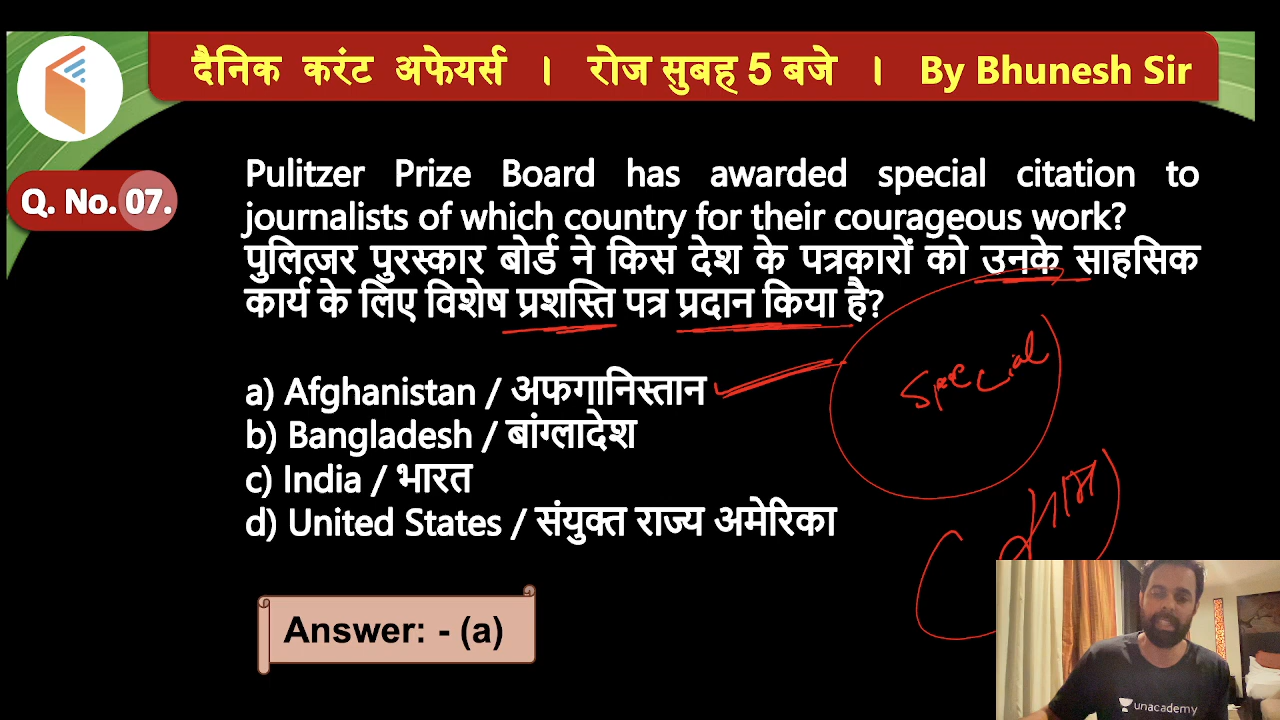 दैनिक करंट अफेयर्स । रोज सुबह 5 बजे । By Bhunesh Sir
Q. No. 07.
Pulitzer Prize Board has awarded special citation to
journalists of which country for their courageous work?
पुलित्जर पुरस्कार बोर्ड ने किस देश के पत्रकारों को उनके साहसिक
कार्य के लिए विशेष प्रशस्ति पत्र प्रदान किया है?
a) Afghanistan / अफगानिस्तान
b) Bangladesh / बांग्लादेश
c) India / भारत
d) United States / संयुक्त राज्य अमेरिका
Special
Answer: - (a)
unacademy